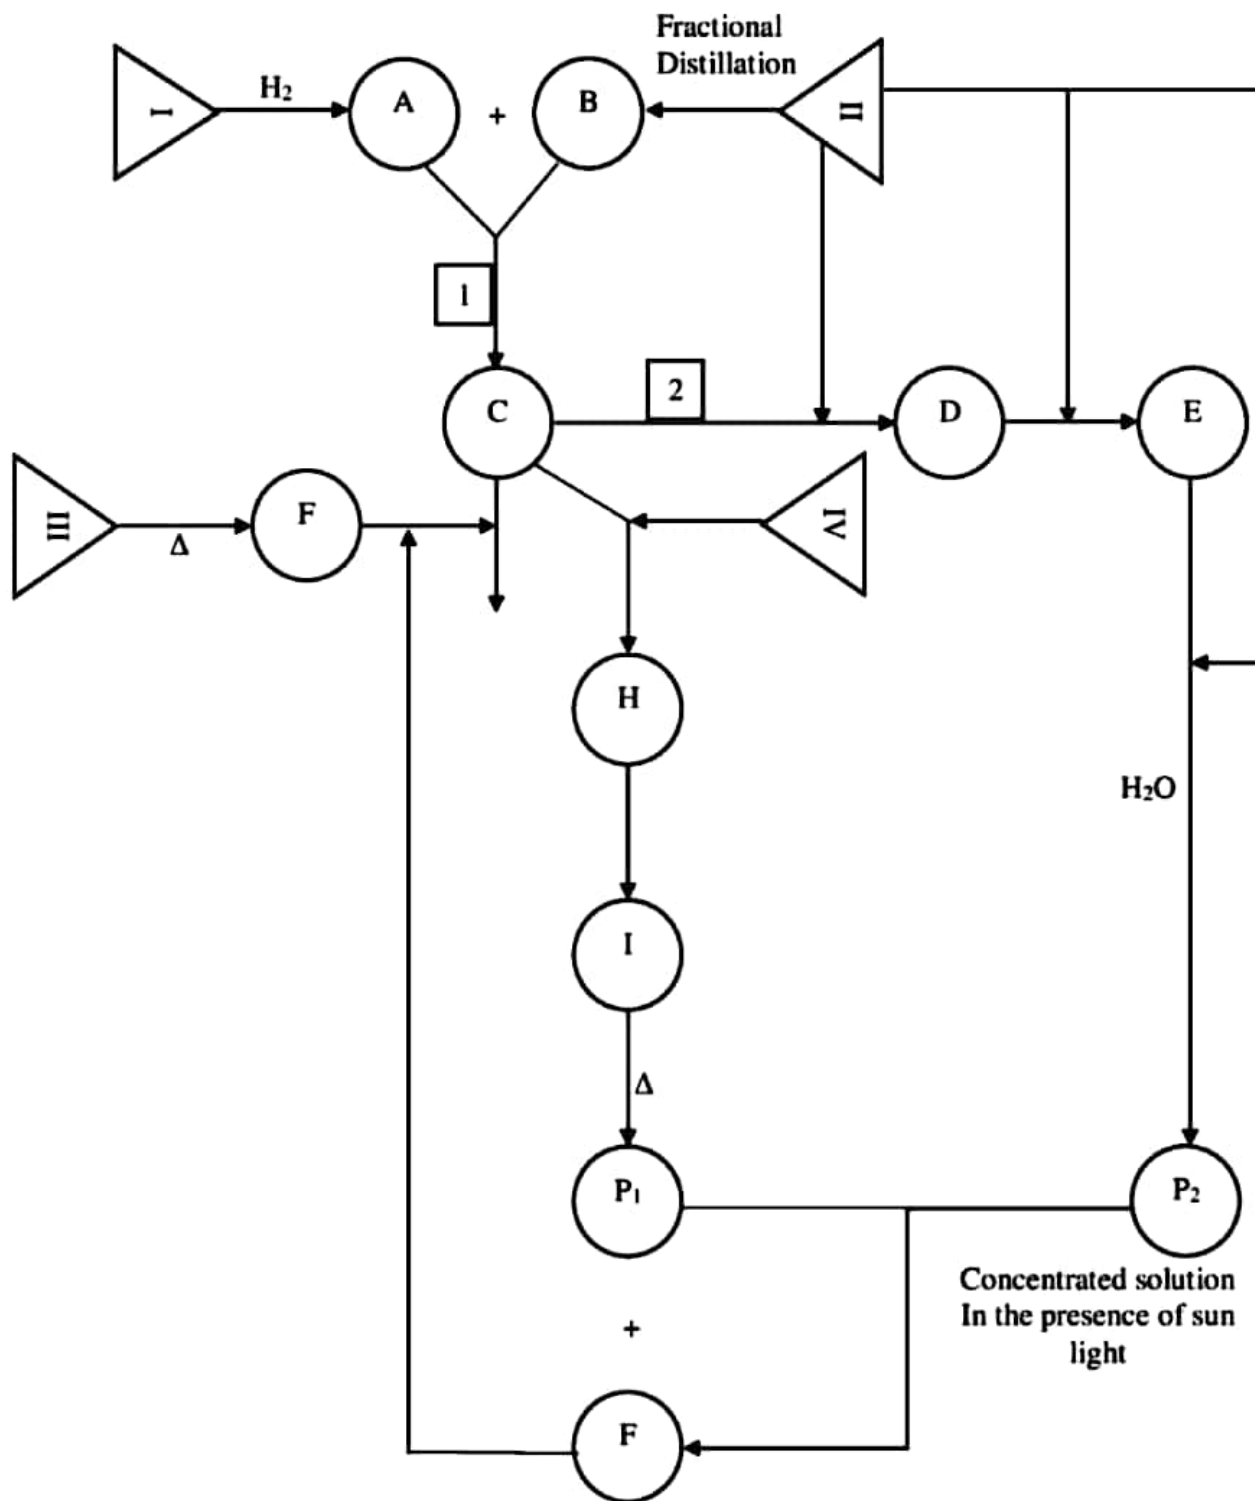 Fractional
Distillation
I
H₂
A
+
B
II
1
C
2
D
E
III
Δ
F
IV
H
H₂O
I
Δ
P₁
P₂
Concentrated solution
In the presence of sun
light
+
F